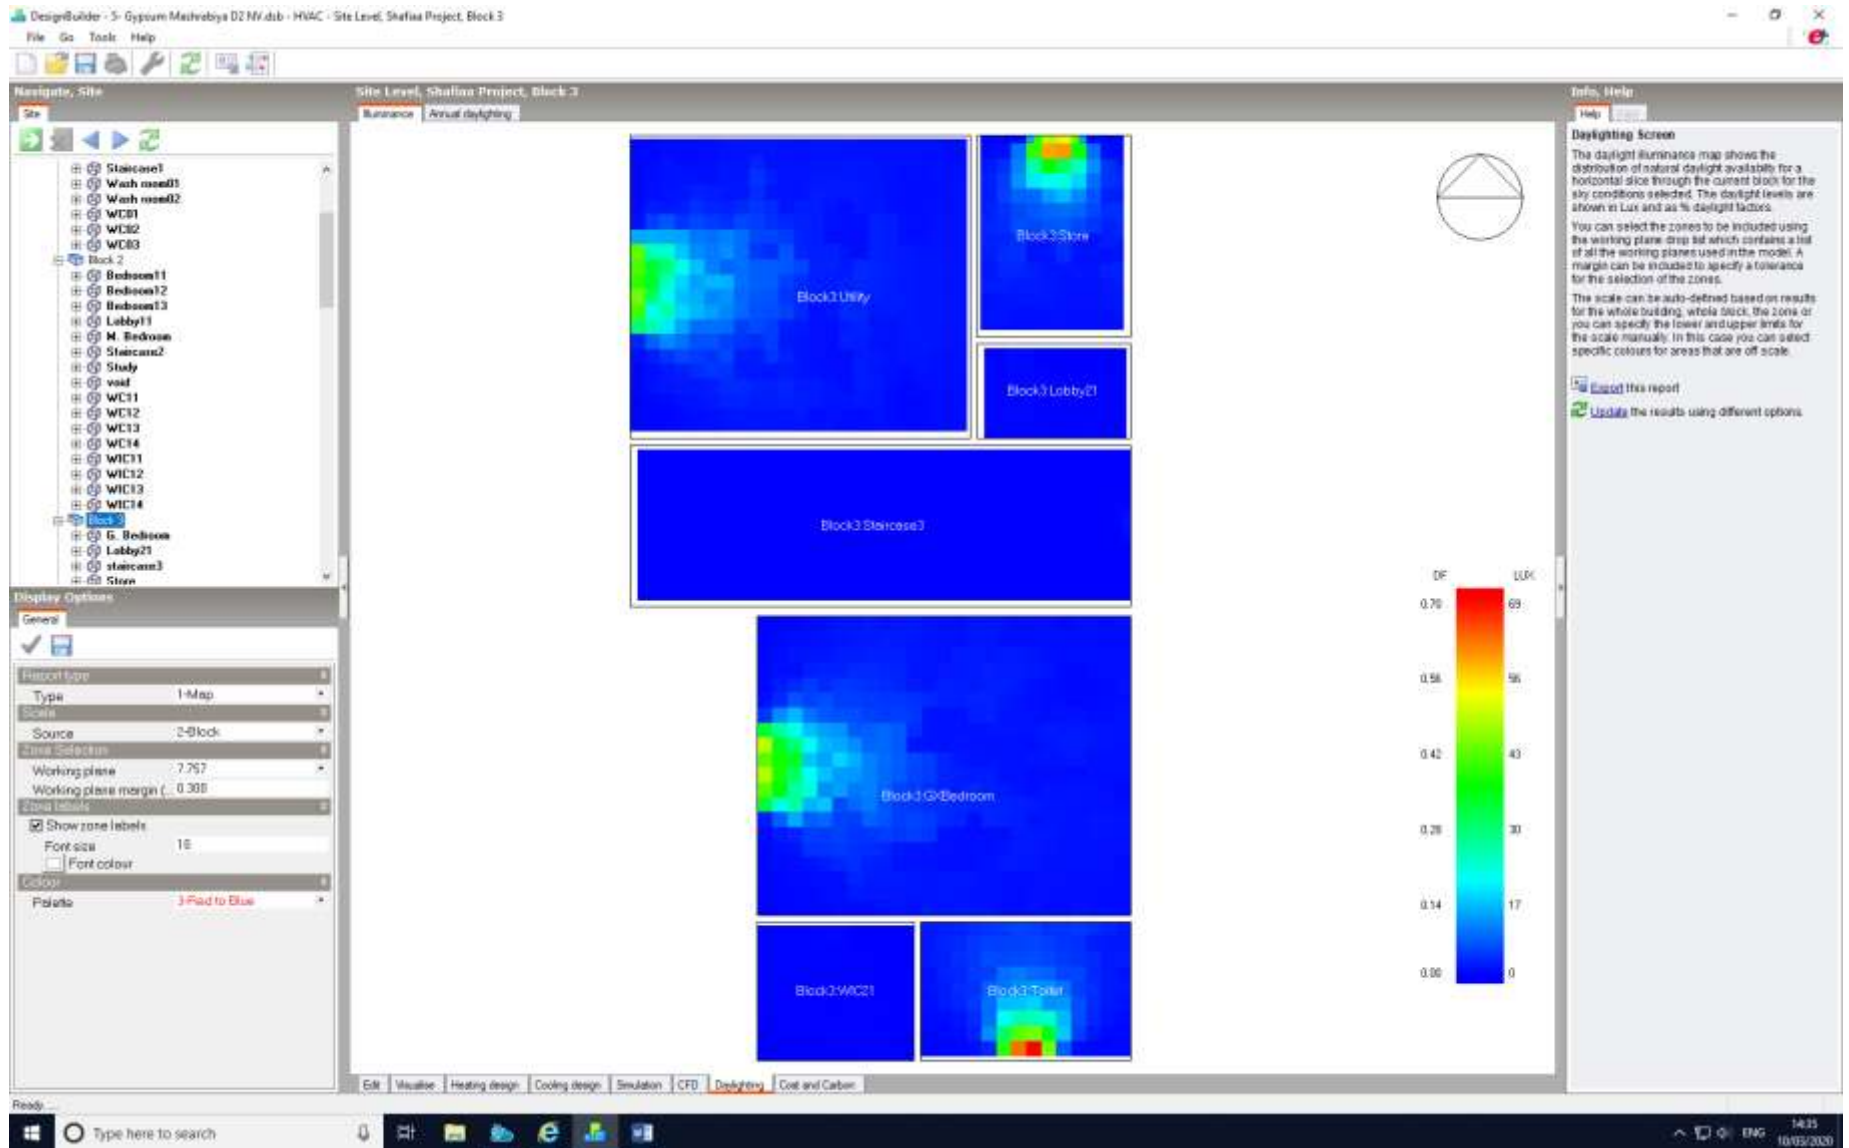 DesignBuilder - 5- Gypsum Mashrabiya D2 NV.dsb - HVAC - Site Level, Shafiaa Project, Block 3
File Go Tools Help
Navigate, Site
Site
Staircase1
Wash room01
Wash room02
WC01
WC02
WC03
Block 2
Bedroom11
Bedroom12
Bedroom13
Lobby11
M. Bedroom
Staircase2
Study
void
WC11
WC12
WC13
WC14
WIC11
WIC12
WIC13
WIC14
Block 3
G. Bedroom
Lobby21
staircase3
Store
Display Options
General
Report type
Type 1-Map
Scale
Source 2-Block
Zone Selection
Working plane 7.757
Working plane margin (... 0.300
Zone labels
Show zone labels
Font size 16
Font colour
Colour
Palette 3-Red to Blue
Site Level, Shafiaa Project, Block 3
Illuminance Annual daylighting
Block3:Utility
Block3:Store
Block3:Lobby21
Block3:Staircase3
Block3:GXBedroom
Block3:WIC21
Block3:Toilet
DF LUX
0.70 69
0.56 56
0.42 43
0.28 30
0.14 17
0.00 0
Edit Visualise Heating design Cooling design Simulation CFD Daylighting Cost and Carbon
Info, Help
Help
Daylighting Screen
The daylight illuminance map shows the
distribution of natural daylight availability for a
horizontal slice through the current block for the
sky conditions selected. The daylight levels are
shown in Lux and as % daylight factors.
You can select the zones to be included using
the working plane drop list which contains a list
of all the working planes used in the model. A
margin can be included to specify a tolerance
for the selection of the zones.
The scale can be auto-defined based on results
for the whole building, whole block, the zone or
you can specify the lower and upper limits for
the scale manually. In this case you can select
specific colours for areas that are off scale.
Export this report
Update the results using different options.
Ready...
Type here to search
ENG
14:35
10/03/2020